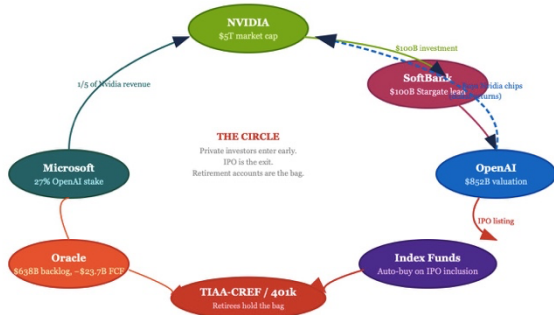 NVIDIA
$5T market cap
$100B investment
1/5 of Nvidia revenue
SoftBank
$100B Stargate lead
Nvidia chips
THE CIRCLE
Private investors enter early.
IPO is the exit.
Retirement accounts are the bag.
Microsoft
27% OpenAI stake
OpenAI
$852B valuation
IPO listing
Oracle
$638B backlog, −$23.7B FCF
Index Funds
Auto-buy on IPO inclusion
TIAA-CREF / 401k
Retirees hold the bag